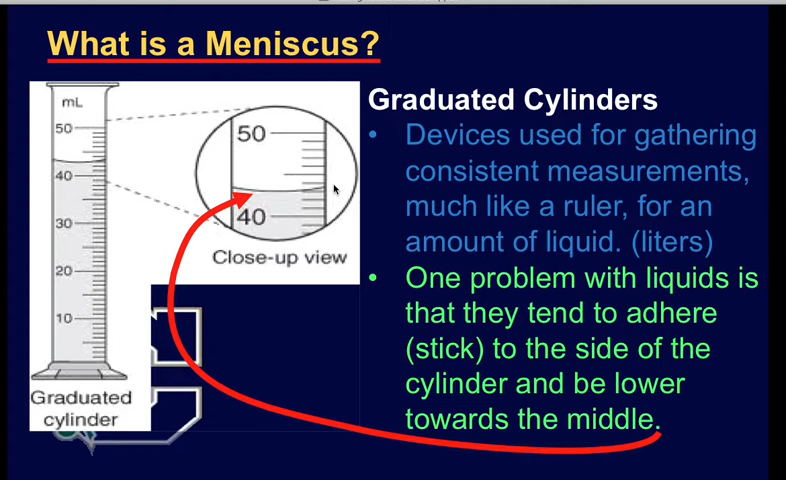 What is a Meniscus?
mL
50
40
30
20
10
Graduated
cylinder
50
40
Close-up view
Graduated Cylinders
• Devices used for gathering
consistent measurements,
much like a ruler, for an
amount of liquid. (liters)
• One problem with liquids is
that they tend to adhere
(stick) to the side of the
cylinder and be lower
towards the middle.